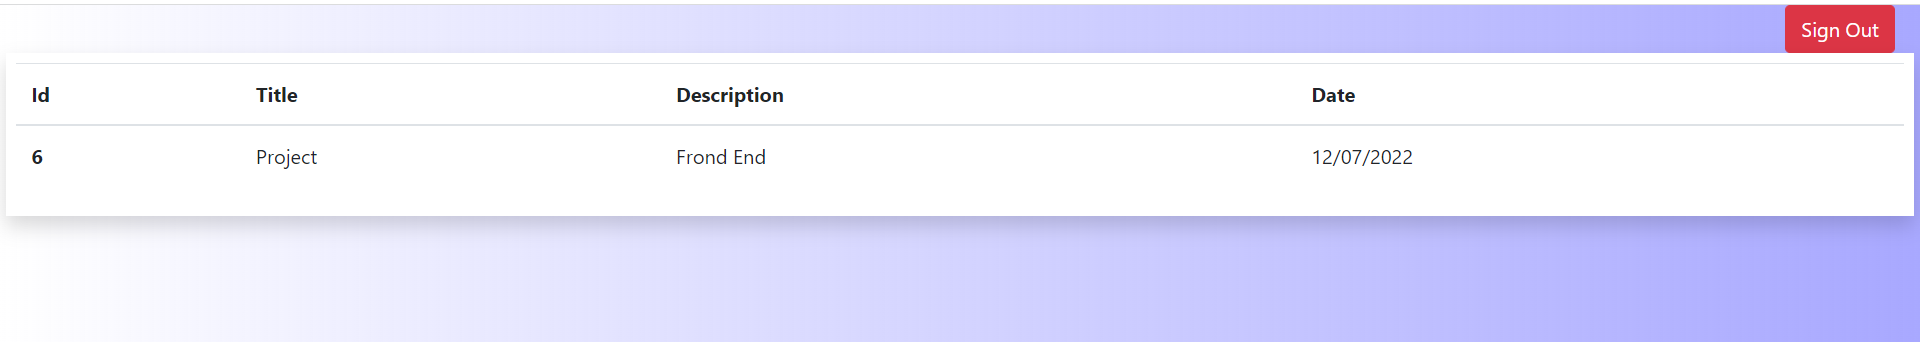 Sign Out
Id Title Description Date
6 Project Frond End 12/07/2022